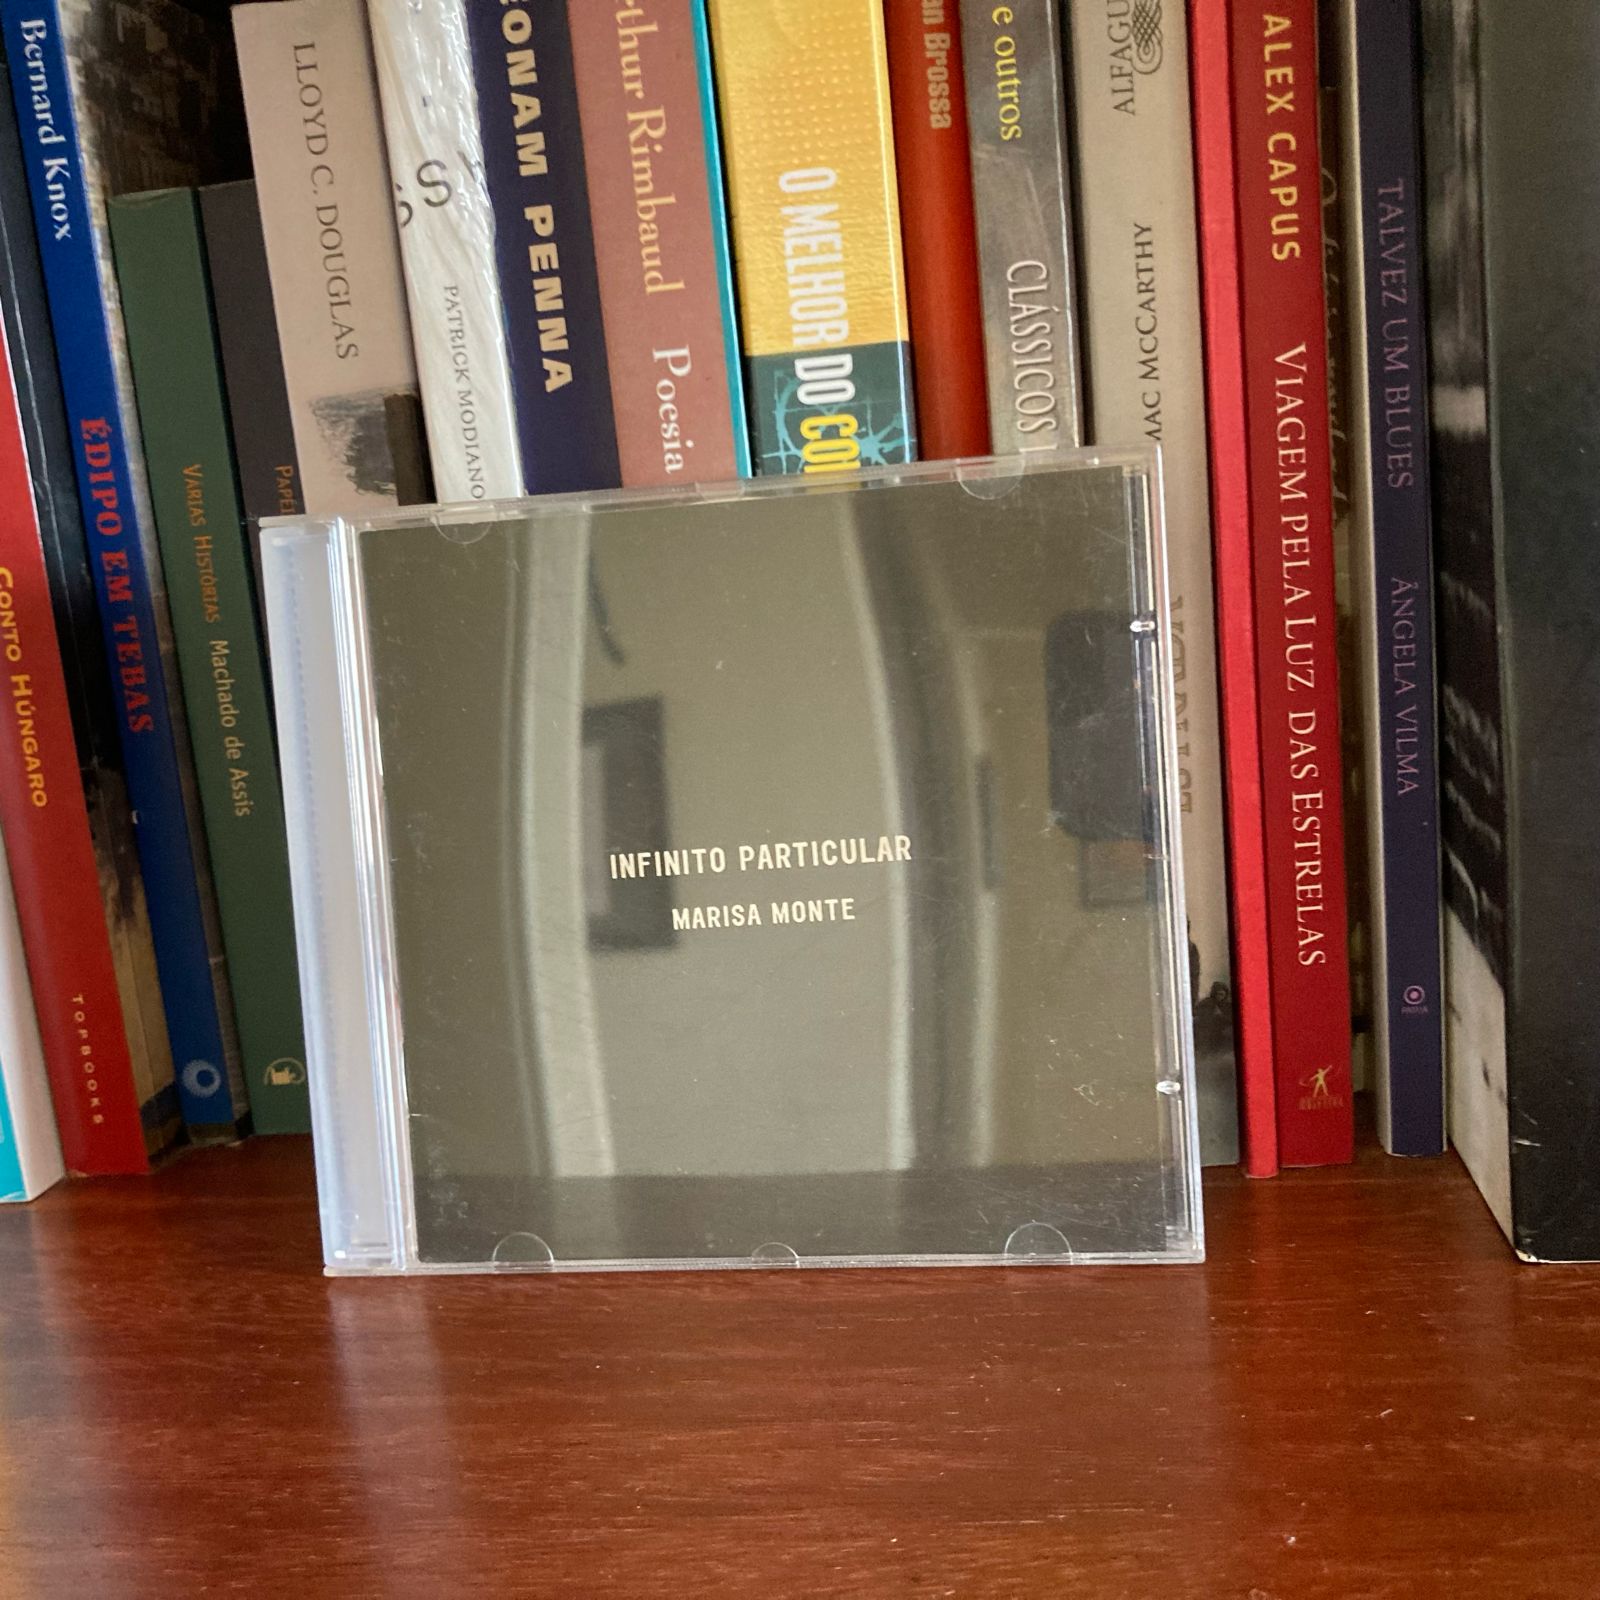 CONTO HÚNGARO
TOPBOOKS
Bernard Knox
ÉDIPO EM TEBAS
VÁRIAS HISTÓRIAS Machado de Assis
LLOYD C. DOUGLAS
PATRICK MODIANO
PENNA
Rimbaud Poesia
O MELHOR DO
Brossa
e outros
CLÁSSICOS
MCCARTHY
ALEX CAPUS VIAGEM PELA LUZ DAS ESTRELAS
TALVEZ UM BLUES ÂNGELA VILMA
INFINITO PARTICULAR
MARISA MONTE